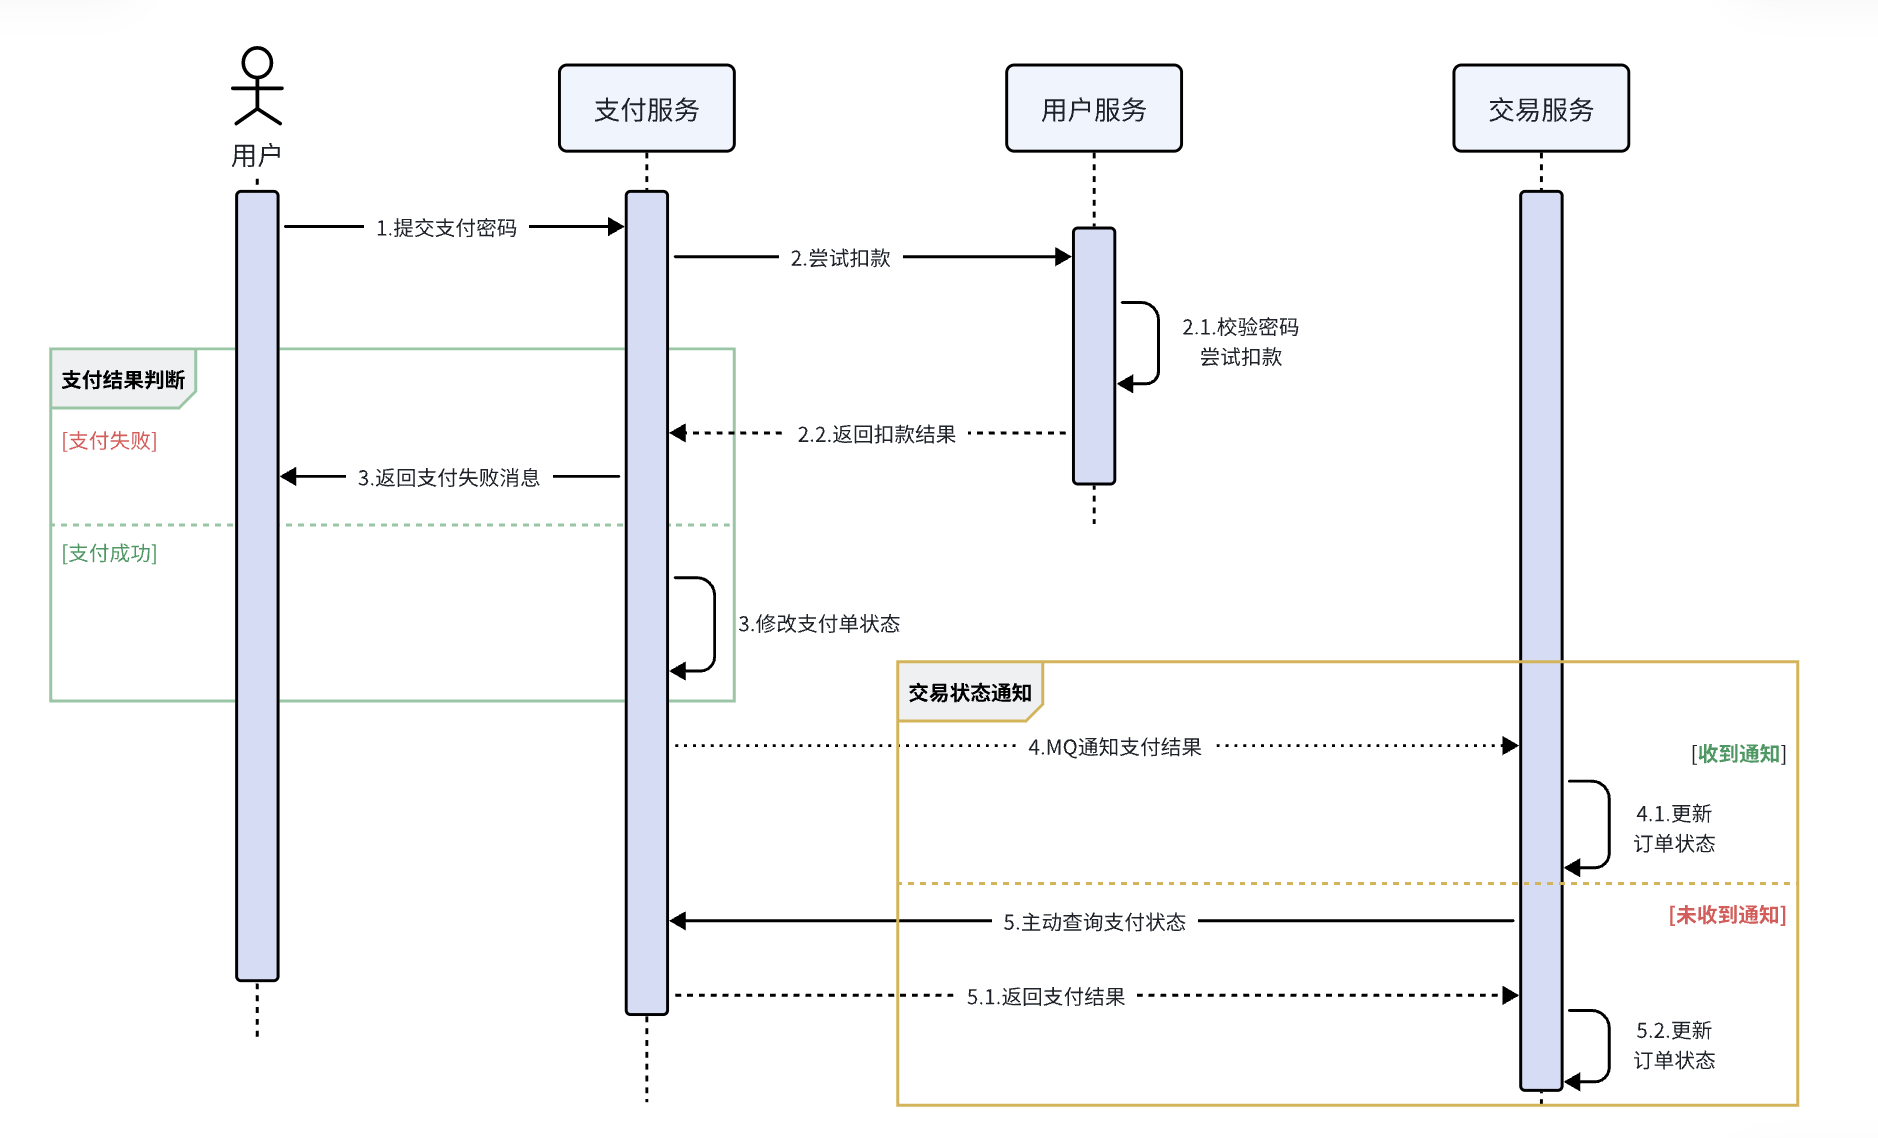 用户
支付服务
用户服务
交易服务
1.提交支付密码
2.尝试扣款
2.1.校验密码
尝试扣款
支付结果判断
2.2.返回扣款结果
[支付失败]
3.返回支付失败消息
[支付成功]
3.修改支付单状态
交易状态通知
4.MQ通知支付结果
[收到通知]
4.1.更新
订单状态
5.主动查询支付状态
[未收到通知]
5.1.返回支付结果
5.2.更新
订单状态